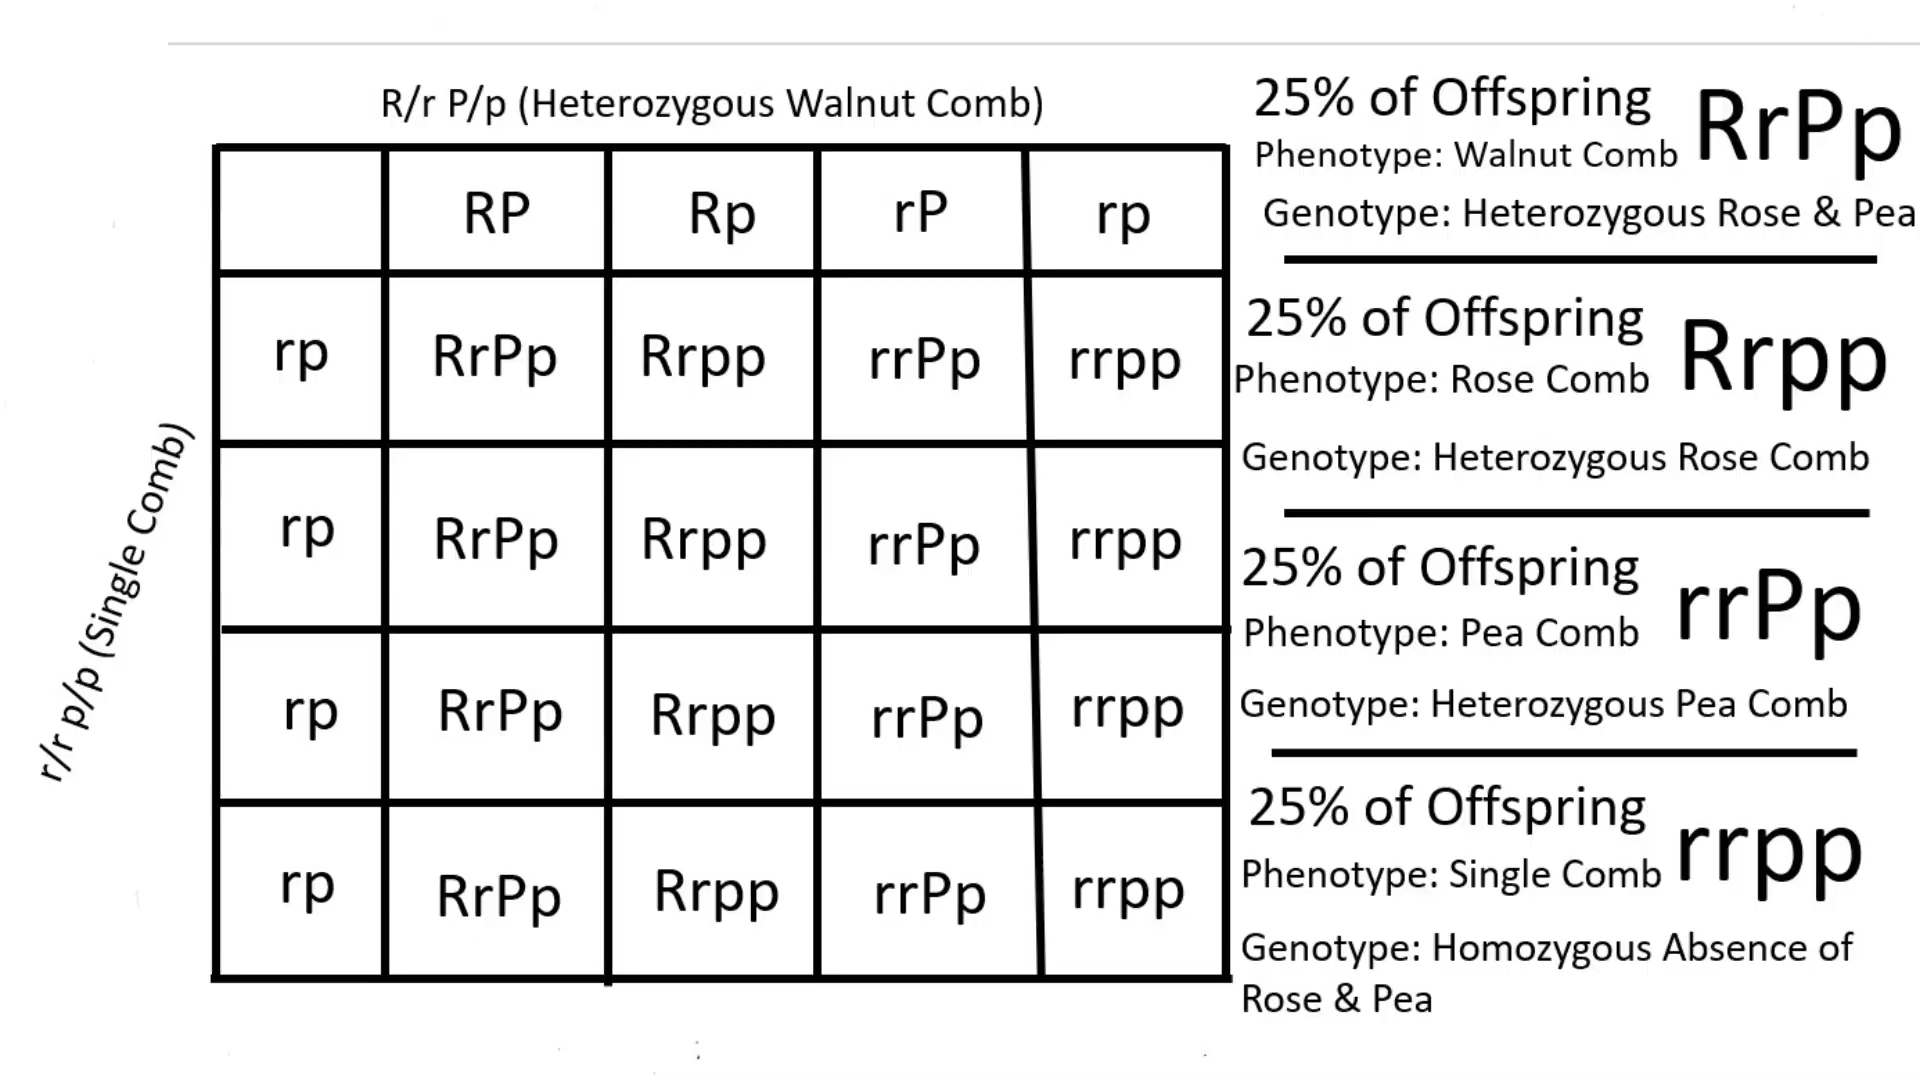 R/r P/p (Heterozygous Walnut Comb)
RP Rp rP rp
rp RrPp Rrpp rrPp rrpp
rp RrPp Rrpp rrPp rrpp
rp RrPp Rrpp rrPp rrpp
rp RrPp Rrpp rrPp rrpp
r/r p/p (Single Comb)
25% of Offspring
RrPp
Phenotype: Walnut Comb
Genotype: Heterozygous Rose & Pea
25% of Offspring
Rrpp
Phenotype: Rose Comb
Genotype: Heterozygous Rose Comb
25% of Offspring
rrPp
Phenotype: Pea Comb
Genotype: Heterozygous Pea Comb
25% of Offspring
rrpp
Phenotype: Single Comb
Genotype: Homozygous Absence of
Rose & Pea